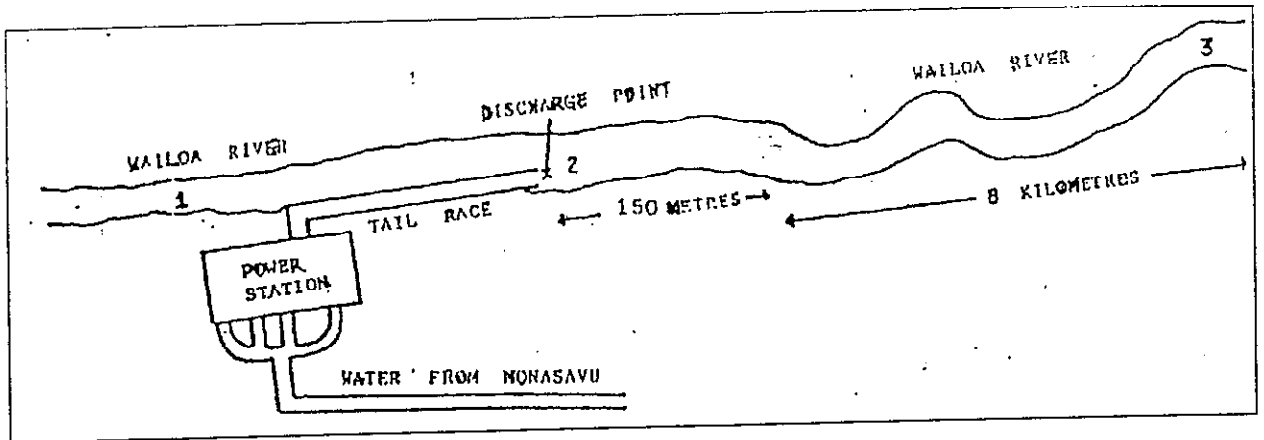 WAILOA RIVER
3
DISCHARGE POINT
WAILOA RIVER
2
1
150 METRES
8 KILOMETRES
TAIL RACE
POWER
STATION
WATER FROM MONASAVU